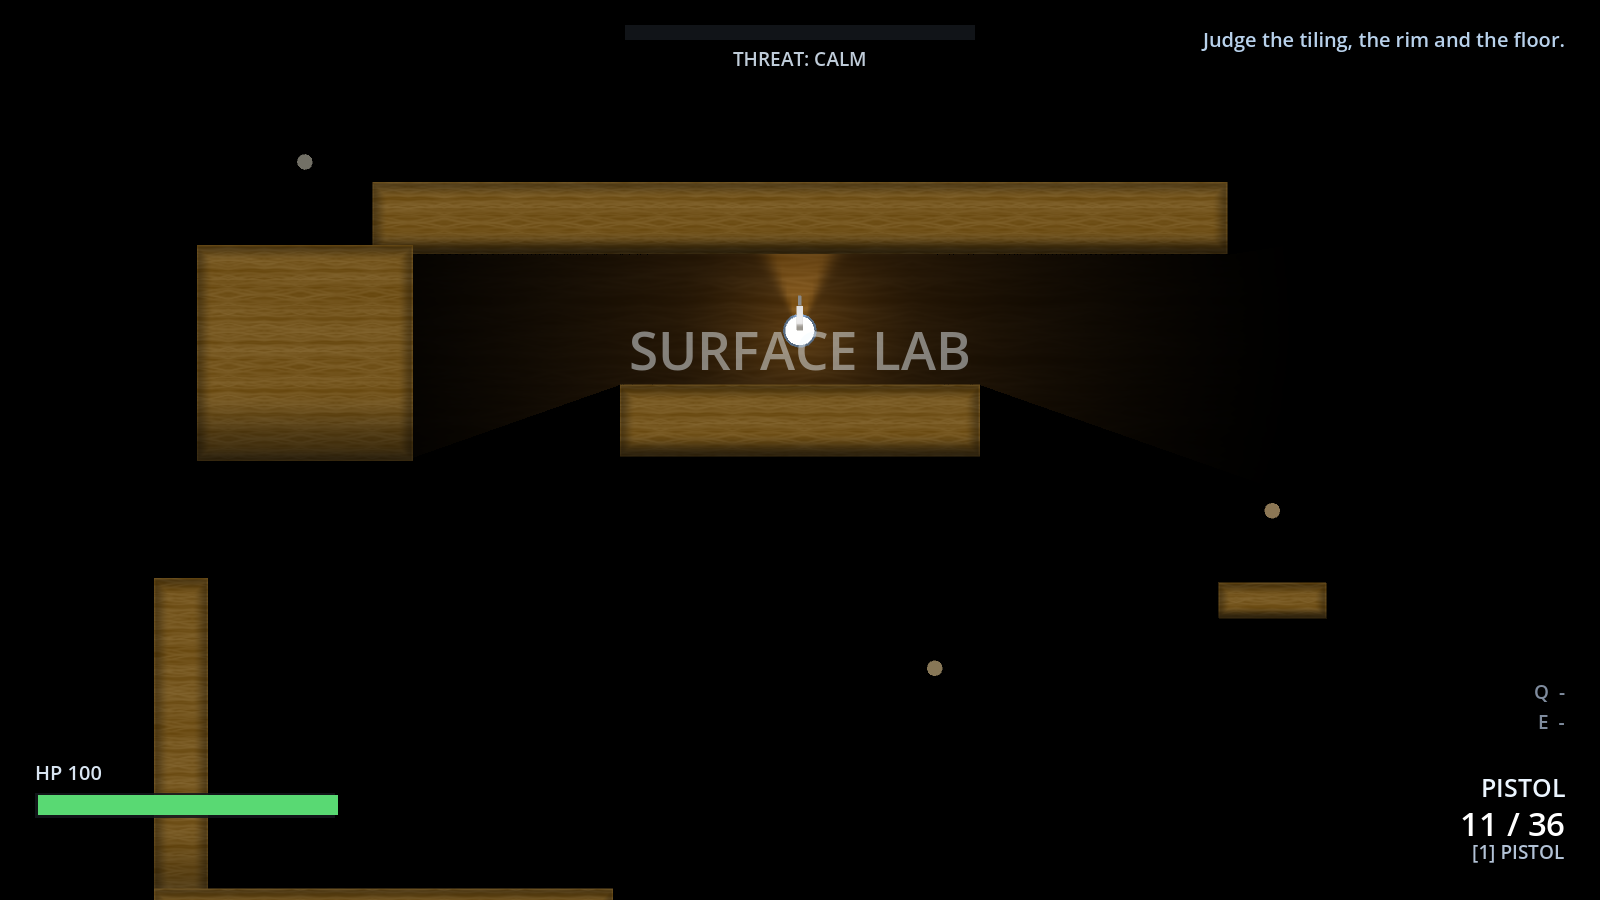 THREAT: CALM
Judge the tiling, the rim and the floor.
SURFACE LAB
Q -
E -
HP 100
PISTOL
11 / 36
[1] PISTOL